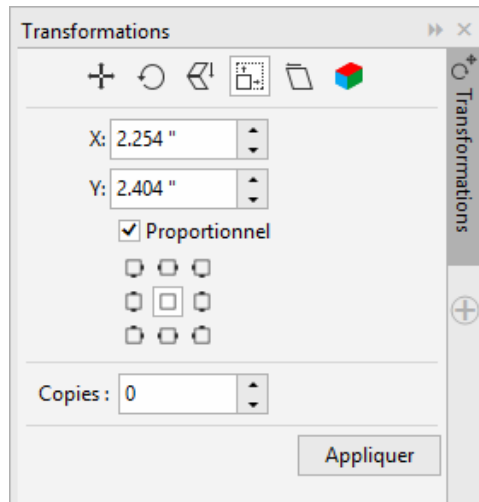 Transformations
Transformations
X: 2.254 "
Y: 2.404 "
Proportionnel
Copies : 0
Appliquer